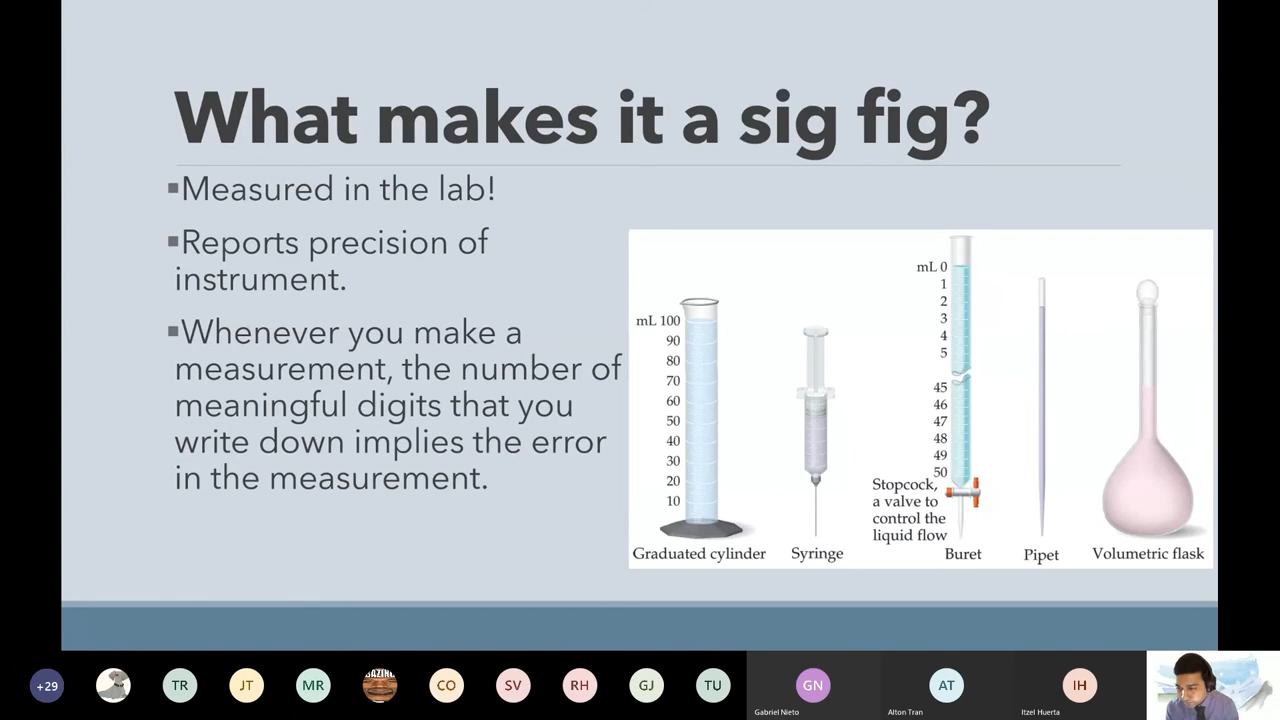 What makes it a sig fig?
▪Measured in the lab!
▪Reports precision of
instrument.
▪Whenever you make a
measurement, the number of
meaningful digits that you
write down implies the error
in the measurement.
mL 100
90
80
70
60
50
40
30
20
10
Graduated cylinder
Syringe
mL 0
1
2
3
4
5
45
46
47
48
49
50
Stopcock,
a valve to
control the
liquid flow
Buret
Pipet
Volumetric flask
+29
TR
JT
MR
CO
SV
RH
GJ
TU
GN
Gabriel Nieto
AT
Alton Tran
IH
Itzel Huerta